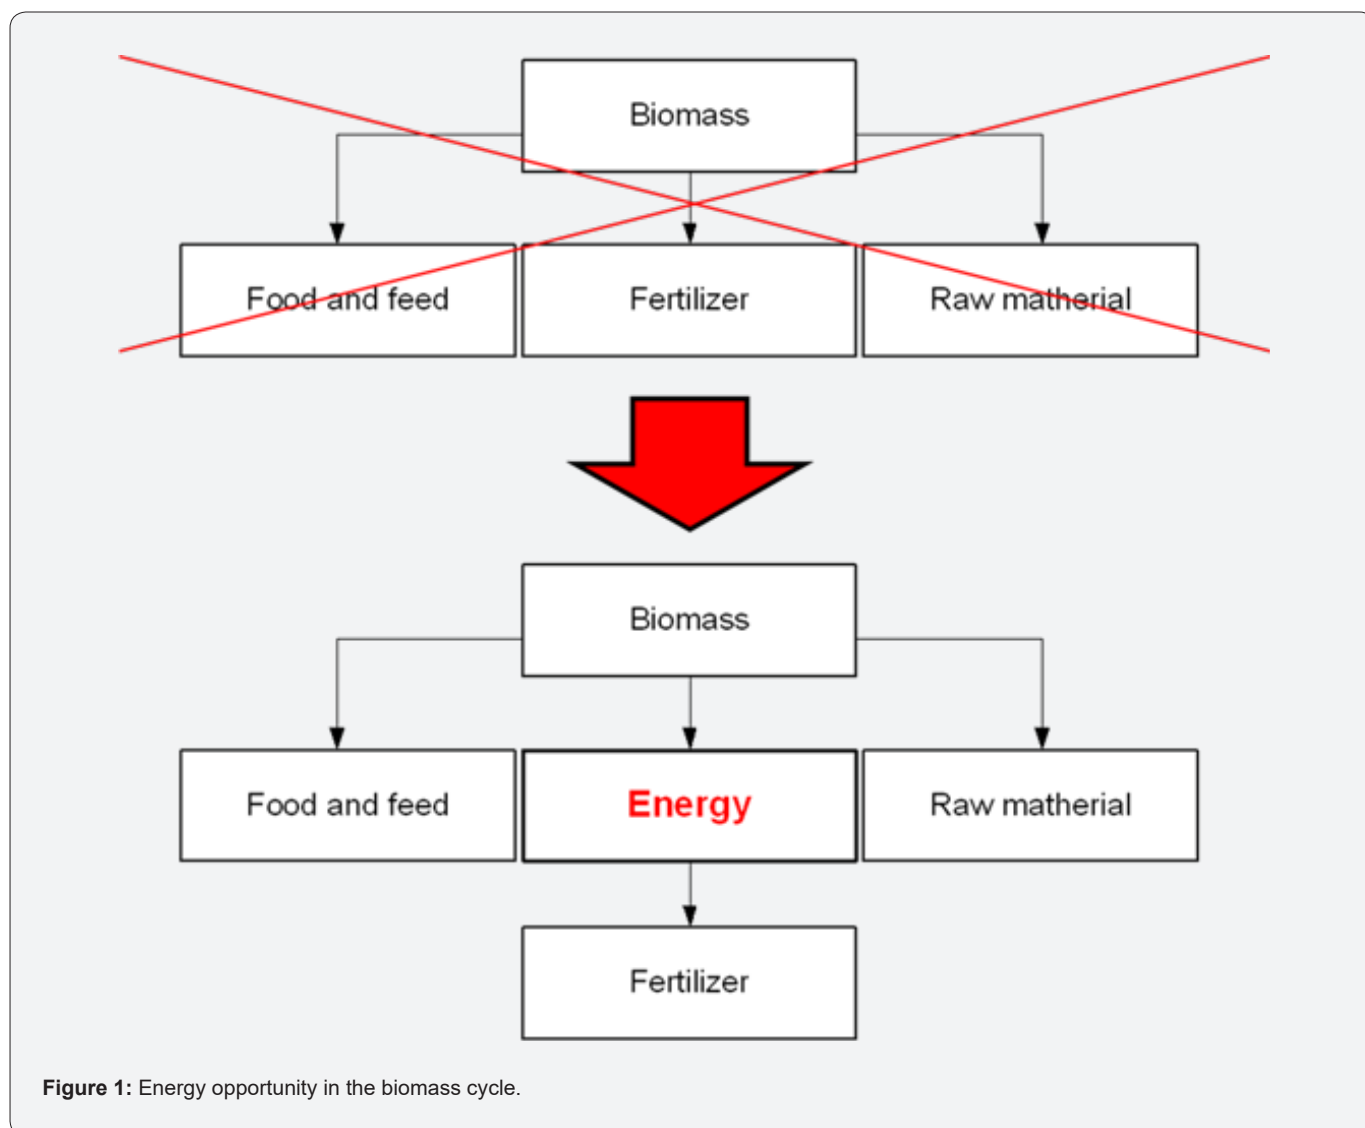 Biomass
Food and feed
Fertilizer
Raw matherial
Biomass
Food and feed
Energy
Raw matherial
Fertilizer
Figure 1: Energy opportunity in the biomass cycle.